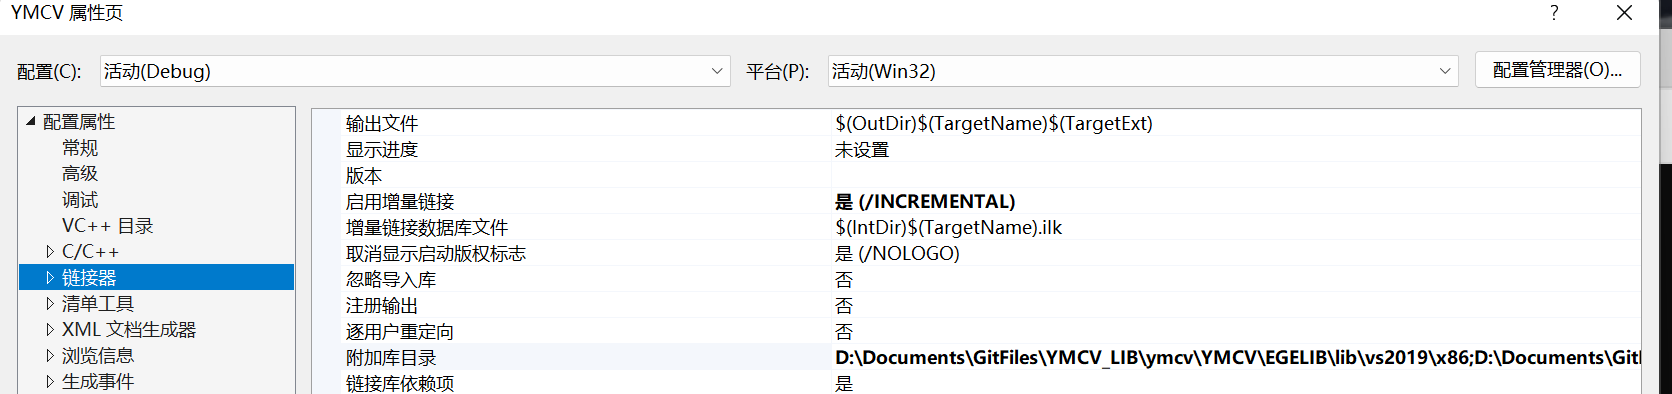 YMCV 属性页
配置(C): 活动(Debug) 平台(P): 活动(Win32) 配置管理器(O)...
配置属性
常规
高级
调试
VC++ 目录
C/C++
链接器
清单工具
XML 文档生成器
浏览信息
生成事件
输出文件 $(OutDir)$(TargetName)$(TargetExt)
显示进度 未设置
版本
启用增量链接 是 (/INCREMENTAL)
增量链接数据库文件 $(IntDir)$(TargetName).ilk
取消显示启动版权标志 是 (/NOLOGO)
忽略导入库 否
注册输出 否
逐用户重定向 否
附加库目录 D:\Documents\GitFiles\YMCV_LIB\ymcv\YMCV\EGELIB\lib\vs2019\x86;D:\Documents\Git
链接库依赖项 是